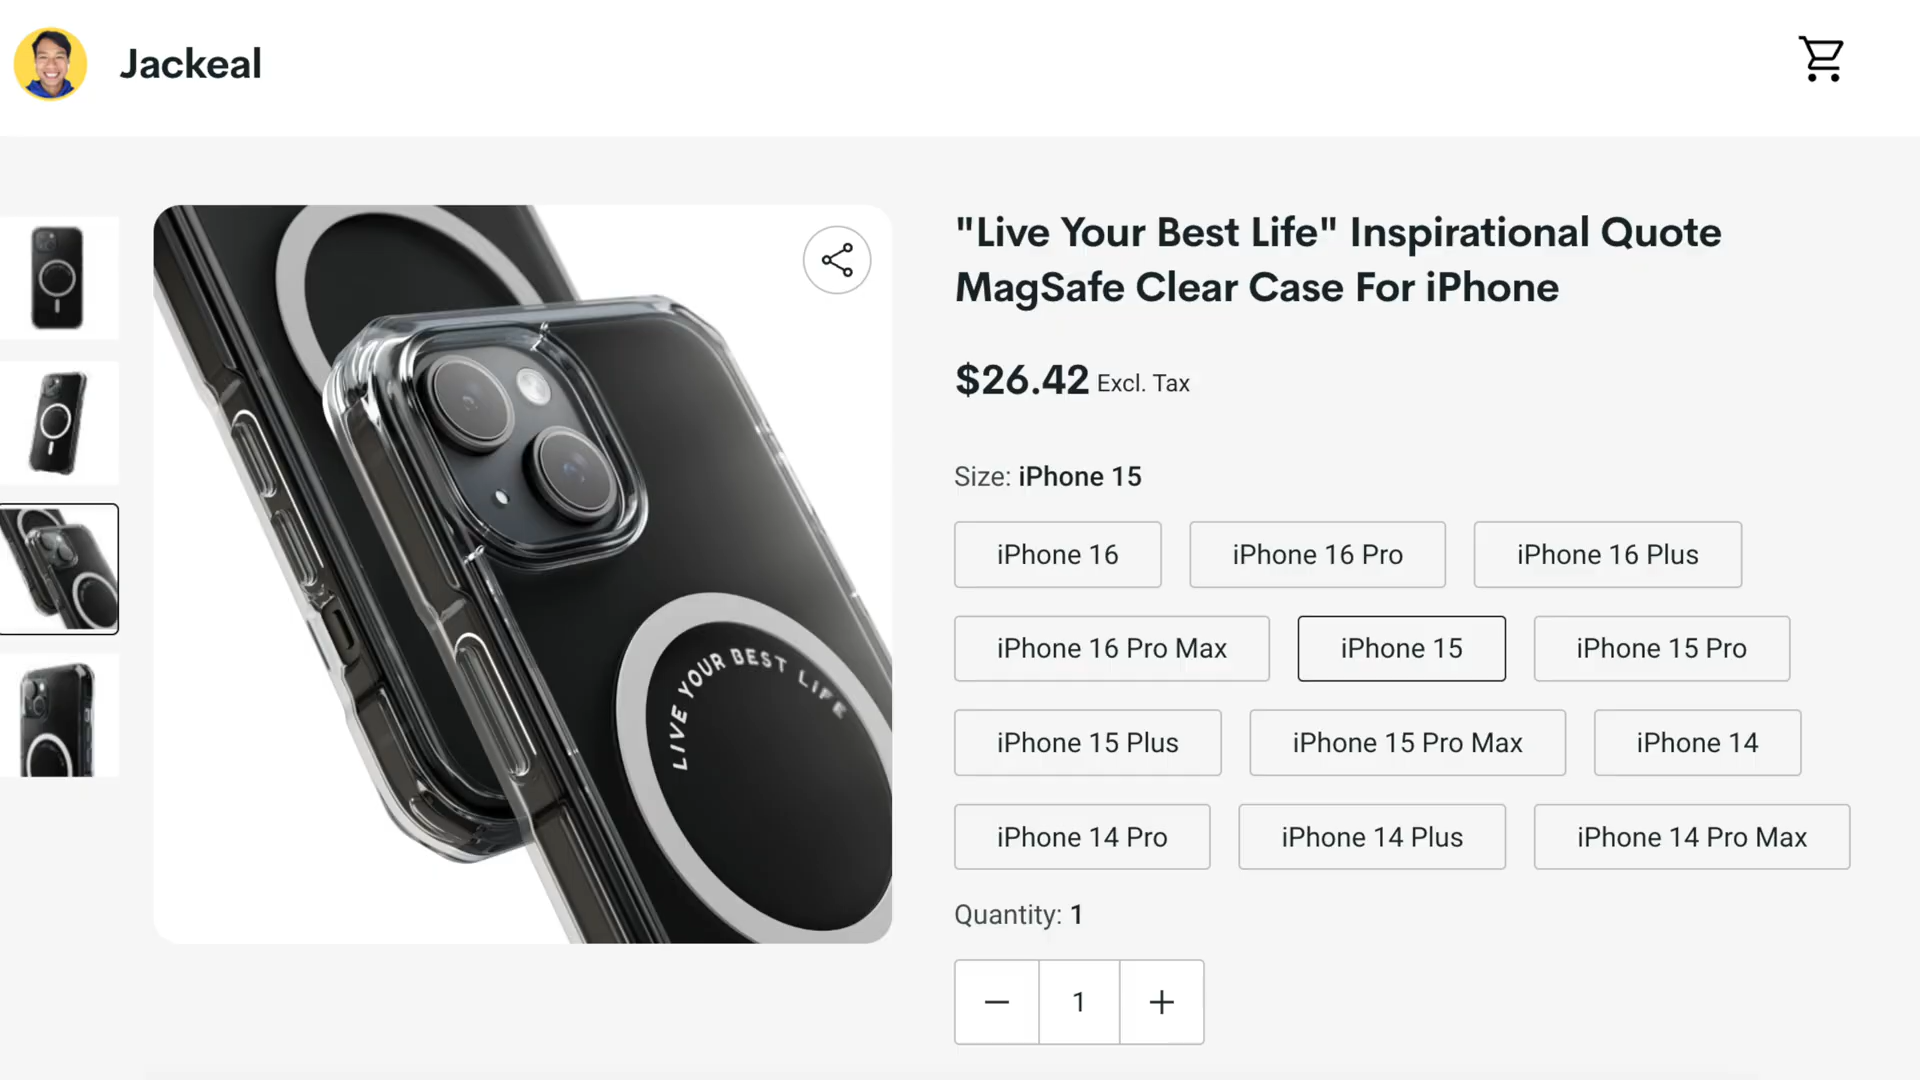 Jackeal
"Live Your Best Life" Inspirational Quote
MagSafe Clear Case For iPhone
$26.42 Excl. Tax
Size: iPhone 15
iPhone 16
iPhone 16 Pro
iPhone 16 Plus
iPhone 16 Pro Max
iPhone 15
iPhone 15 Pro
iPhone 15 Plus
iPhone 15 Pro Max
iPhone 14
iPhone 14 Pro
iPhone 14 Plus
iPhone 14 Pro Max
Quantity: 1
1
LIVE YOUR BEST LIFE